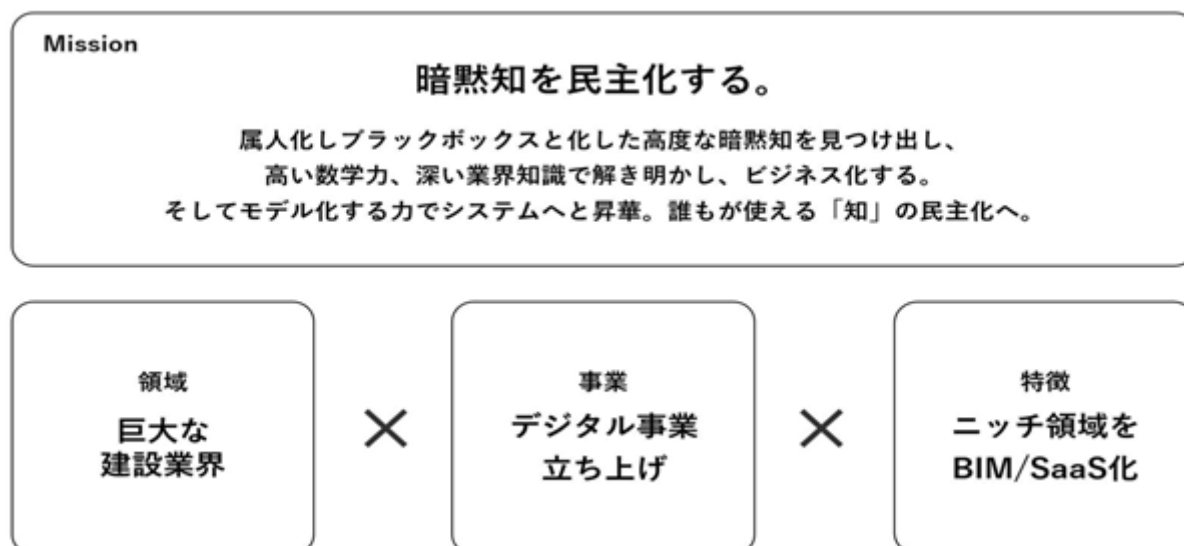 Mission
暗黙知を民主化する。
属人化しブラックボックスと化した高度な暗黙知を見つけ出し、
高い数学力、深い業界知識で解き明かし、ビジネス化する。
そしてモデル化する力でシステムへと昇華。誰もが使える「知」の民主化へ。
領域
巨大な
建設業界
×
事業
デジタル事業
立ち上げ
×
特徴
ニッチ領域を
BIM/SaaS化